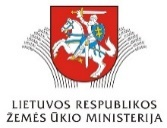 LIETUVOS RESPUBLIKOS
ŽEMĖS ŪKIO MINISTERIJA